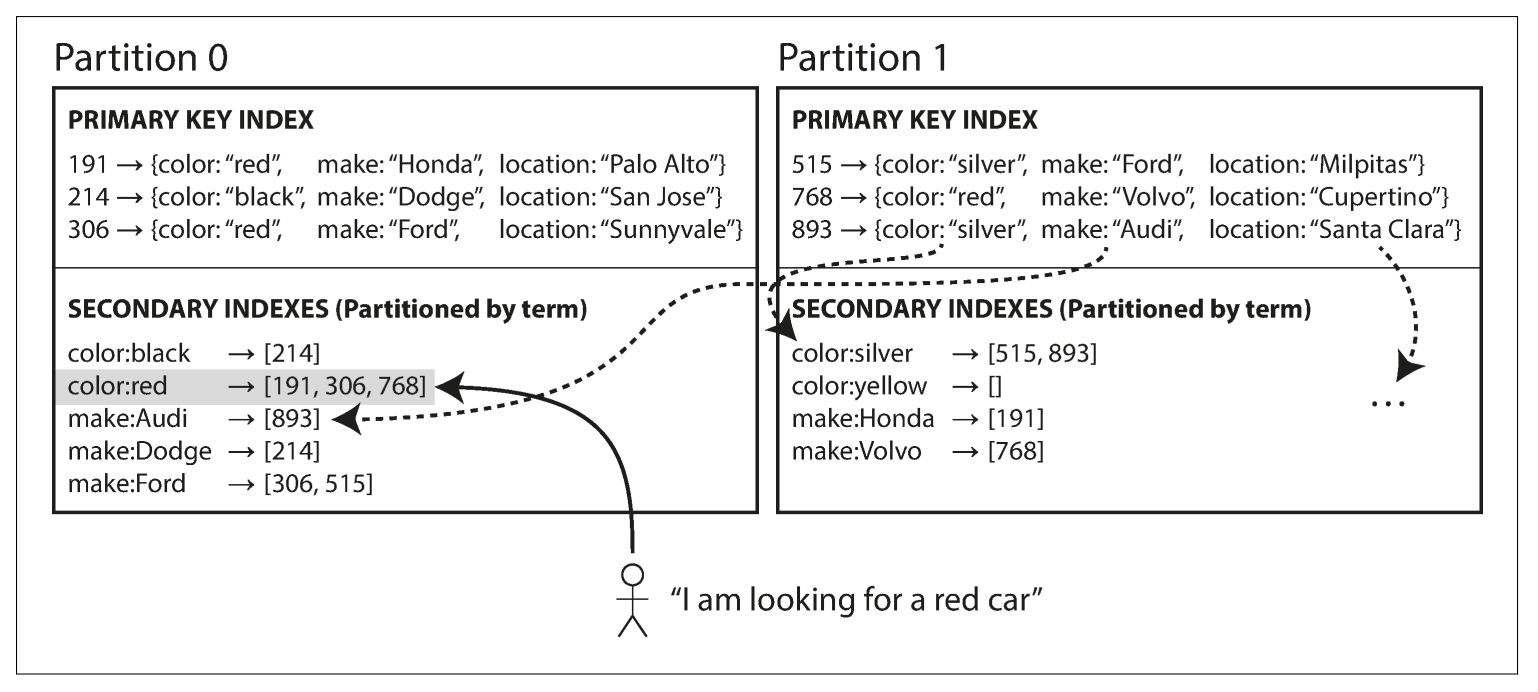 Partition 0
PRIMARY KEY INDEX
191 → {color: “red”, make: “Honda”, location: “Palo Alto”}
214 → {color: “black”, make: “Dodge”, location: “San Jose”}
306 → {color: “red”, make: “Ford”, location: “Sunnyvale”}
SECONDARY INDEXES (Partitioned by term)
color:black → [214]
color:red → [191, 306, 768]
make:Audi → [893]
make:Dodge → [214]
make:Ford → [306, 515]
Partition 1
PRIMARY KEY INDEX
515 → {color: “silver”, make: “Ford”, location: “Milpitas”}
768 → {color: “red”, make: “Volvo”, location: “Cupertino”}
893 → {color: “silver”, make: “Audi”, location: “Santa Clara”}
SECONDARY INDEXES (Partitioned by term)
color:silver → [515, 893]
color:yellow → []
make:Honda → [191]
make:Volvo → [768]
...
“I am looking for a red car”